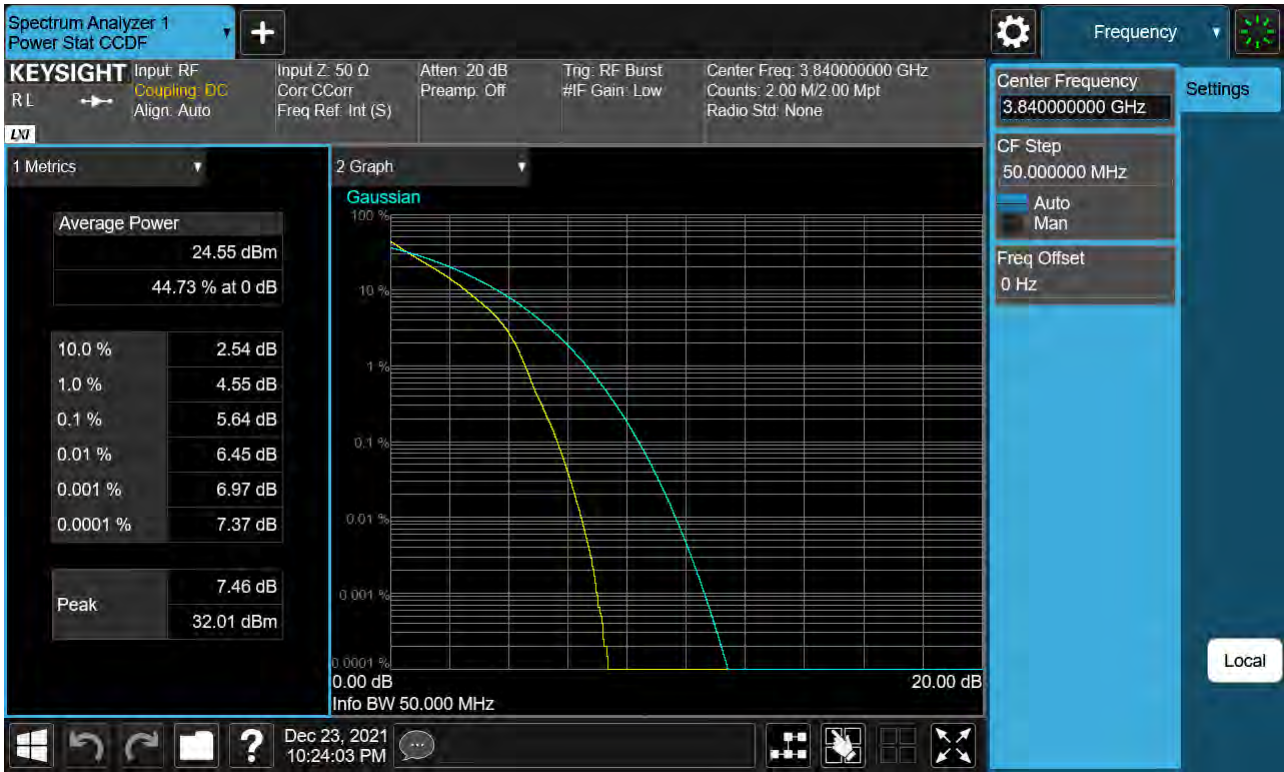 Spectrum Analyzer 1
Power Stat CCDF
Frequency
KEYSIGHT
Input: RF
Input Z: 50 Ω
Atten: 20 dB
Trig: RF Burst
Center Freq: 3.840000000 GHz
RL
Coupling: DC
Corr CCorr
Preamp: Off
#IF Gain: Low
Counts: 2.00 M/2.00 Mpt
Align: Auto
Freq Ref: Int (S)
Radio Std: None
LXI
Center Frequency
3.840000000 GHz
Settings
CF Step
50.000000 MHz
Auto
Man
Freq Offset
0 Hz
1 Metrics
Average Power
24.55 dBm
44.73 % at 0 dB
10.0 % 2.54 dB
1.0 % 4.55 dB
0.1 % 5.64 dB
0.01 % 6.45 dB
0.001 % 6.97 dB
0.0001 % 7.37 dB
Peak
7.46 dB
32.01 dBm
2 Graph
Gaussian
100 %
10 %
1 %
0.1 %
0.01 %
0.001 %
0.0001 %
0.00 dB 20.00 dB
Info BW 50.000 MHz
Local
?
Dec 23, 2021
10:24:03 PM